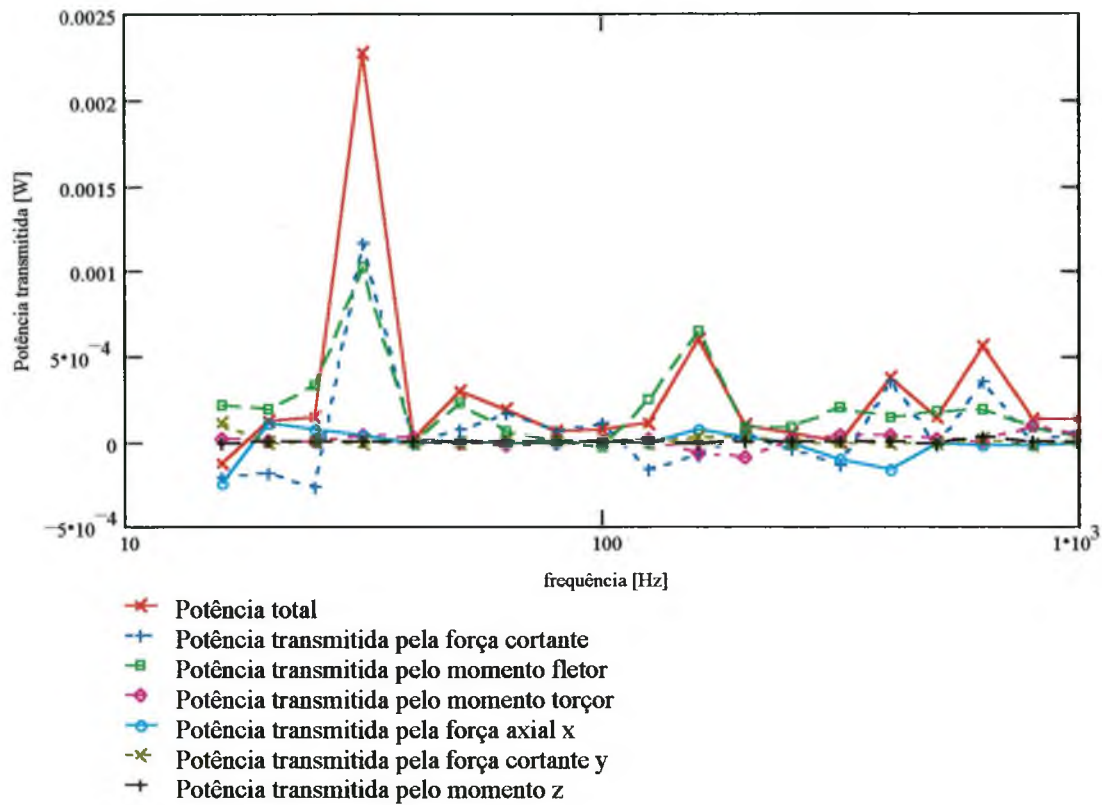 0.0025
0.002
0.0015
0.001
5*10⁻⁴
0
−5*10⁻⁴
Potência transmitida [W]
10
100
1*10³
frequência [Hz]
Potência total
Potência transmitida pela força cortante
Potência transmitida pelo momento fletor
Potência transmitida pelo momento torçor
Potência transmitida pela força axial x
Potência transmitida pela força cortante y
Potência transmitida pelo momento z